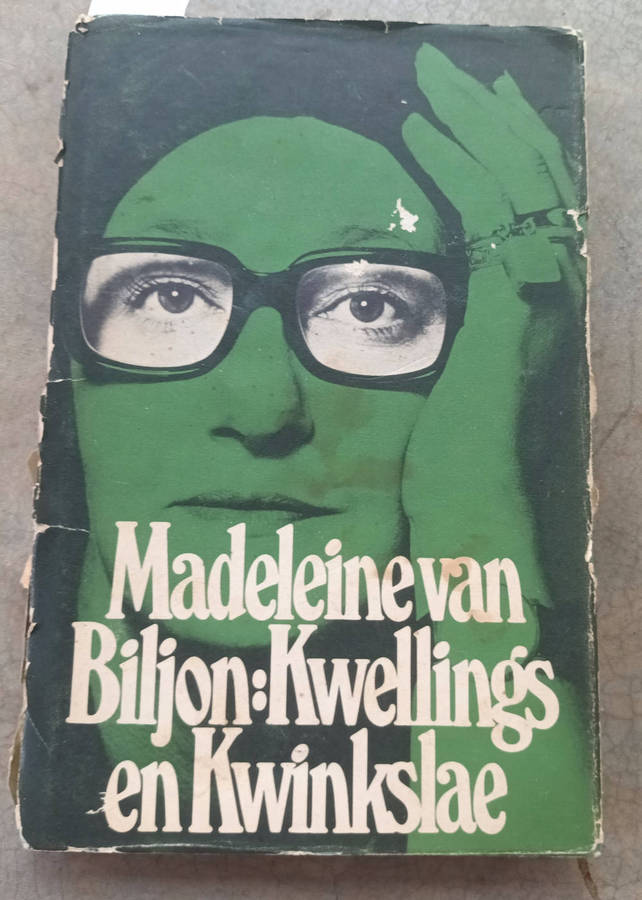 Madeleine van
Biljon:Kwellings
en Kwinkslae